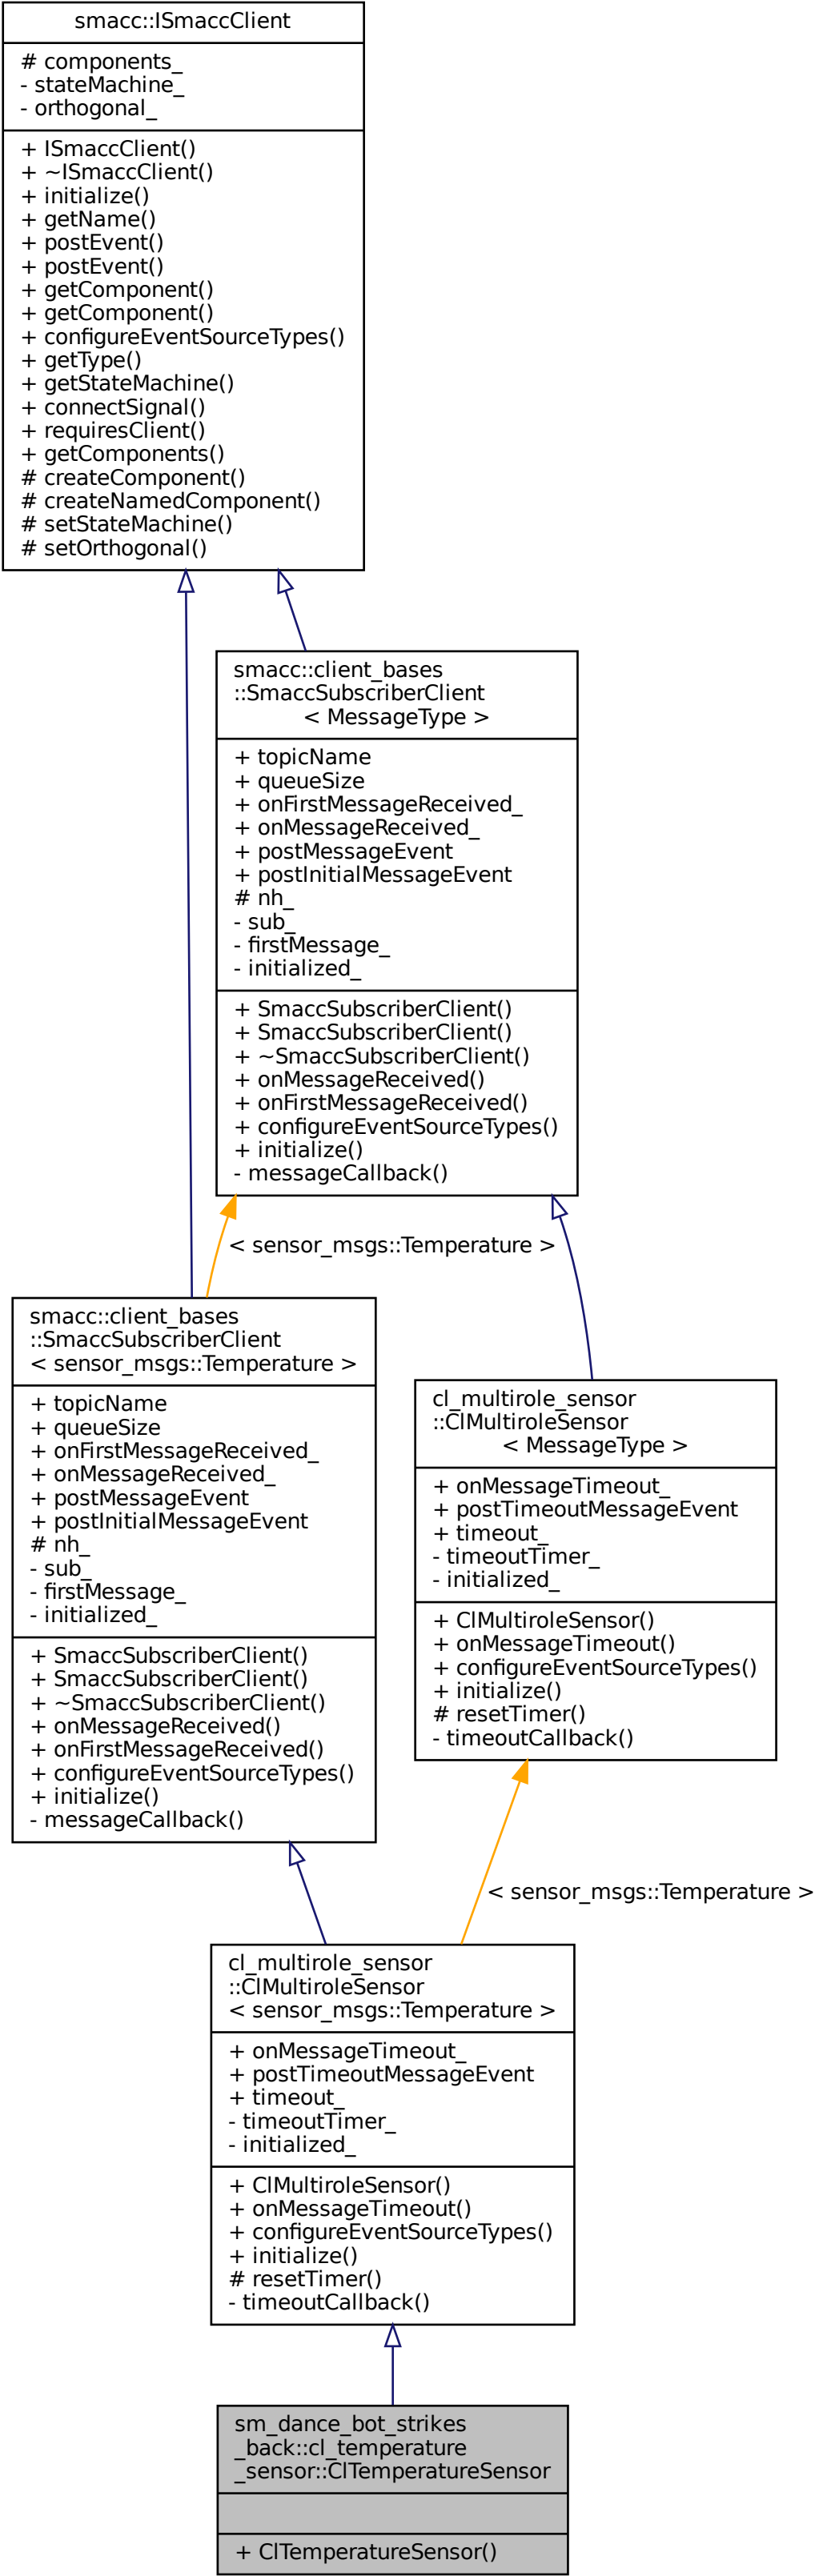 smacc::ISmaccClient
# components_
- stateMachine_
- orthogonal_
+ ISmaccClient()
+ ~ISmaccClient()
+ initialize()
+ getName()
+ postEvent()
+ postEvent()
+ getComponent()
+ getComponent()
+ configureEventSourceTypes()
+ getType()
+ getStateMachine()
+ connectSignal()
+ requiresClient()
+ getComponents()
# createComponent()
# createNamedComponent()
# setStateMachine()
# setOrthogonal()
smacc::client_bases
::SmaccSubscriberClient
< MessageType >
+ topicName
+ queueSize
+ onFirstMessageReceived_
+ onMessageReceived_
+ postMessageEvent
+ postInitialMessageEvent
# nh_
- sub_
- firstMessage_
- initialized_
+ SmaccSubscriberClient()
+ SmaccSubscriberClient()
+ ~SmaccSubscriberClient()
+ onMessageReceived()
+ onFirstMessageReceived()
+ configureEventSourceTypes()
+ initialize()
- messageCallback()
< sensor_msgs::Temperature >
smacc::client_bases
::SmaccSubscriberClient
< sensor_msgs::Temperature >
+ topicName
+ queueSize
+ onFirstMessageReceived_
+ onMessageReceived_
+ postMessageEvent
+ postInitialMessageEvent
# nh_
- sub_
- firstMessage_
- initialized_
+ SmaccSubscriberClient()
+ SmaccSubscriberClient()
+ ~SmaccSubscriberClient()
+ onMessageReceived()
+ onFirstMessageReceived()
+ configureEventSourceTypes()
+ initialize()
- messageCallback()
cl_multirole_sensor
::ClMultiroleSensor
< MessageType >
+ onMessageTimeout_
+ postTimeoutMessageEvent
+ timeout_
- timeoutTimer_
- initialized_
+ ClMultiroleSensor()
+ onMessageTimeout()
+ configureEventSourceTypes()
+ initialize()
# resetTimer()
- timeoutCallback()
< sensor_msgs::Temperature >
cl_multirole_sensor
::ClMultiroleSensor
< sensor_msgs::Temperature >
+ onMessageTimeout_
+ postTimeoutMessageEvent
+ timeout_
- timeoutTimer_
- initialized_
+ ClMultiroleSensor()
+ onMessageTimeout()
+ configureEventSourceTypes()
+ initialize()
# resetTimer()
- timeoutCallback()
sm_dance_bot_strikes
_back::cl_temperature
_sensor::ClTemperatureSensor
+ ClTemperatureSensor()